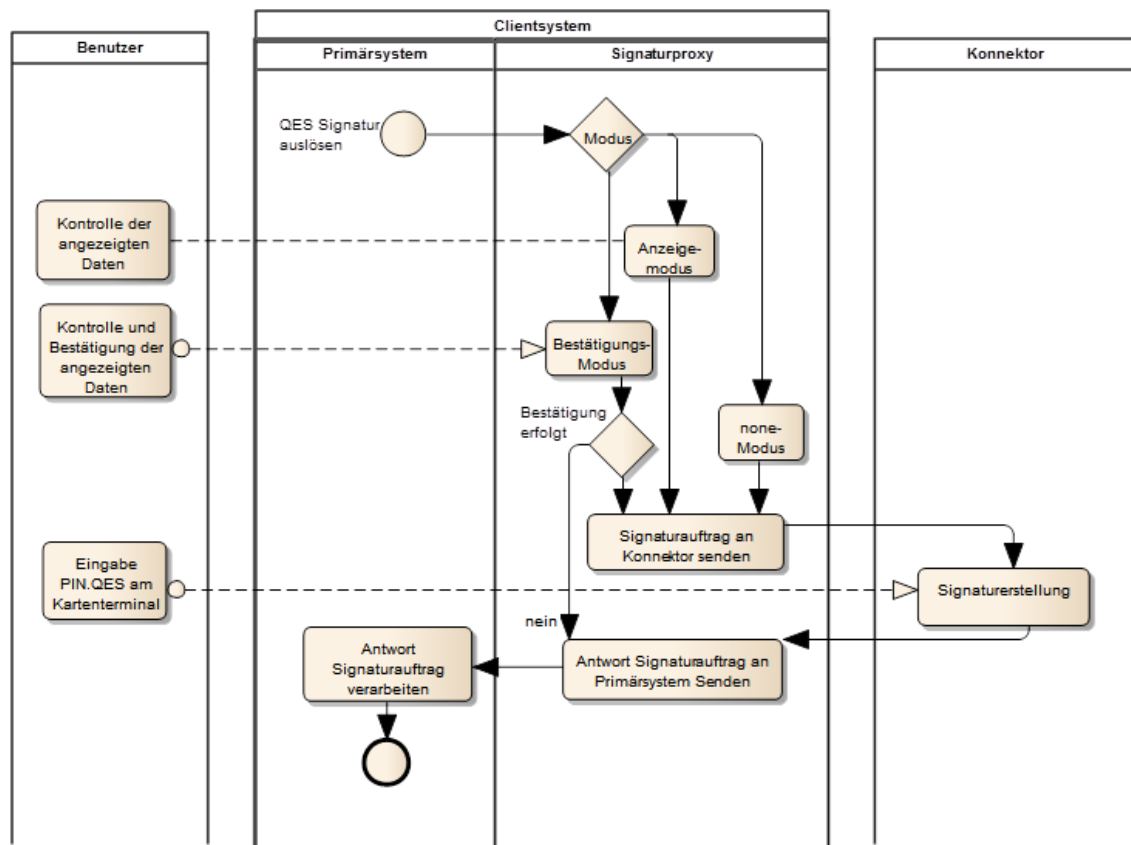 Clientsystem
Benutzer
Primärsystem
Signaturproxy
Konnektor
QES Signatur
auslösen
Modus
Kontrolle der
angezeigten
Daten
Anzeige-
modus
Kontrolle und
Bestätigung der
angezeigten
Daten
Bestätigungs-
Modus
Bestätigung
erfolgt
none-
Modus
Signaturauftrag an
Konnektor senden
Eingabe
PIN.QES am
Kartenterminal
Signaturerstellung
nein
Antwort
Signaturauftrag
verarbeiten
Antwort Signaturauftrag an
Primärsystem Senden